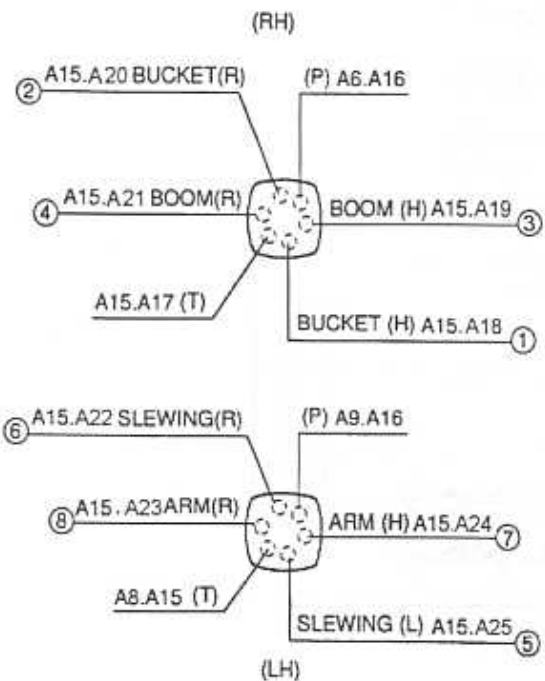 (RH)
A15.A20 BUCKET(R)
②
(P) A6.A16
A15.A21 BOOM(R)
④
BOOM (H) A15.A19
③
A15.A17 (T)
BUCKET (H) A15.A18
①
A15.A22 SLEWING(R)
⑥
(P) A9.A16
A15.A23ARM(R)
⑧
ARM (H) A15.A24
⑦
A8.A15 (T)
SLEWING (L) A15.A25
⑤
(LH)